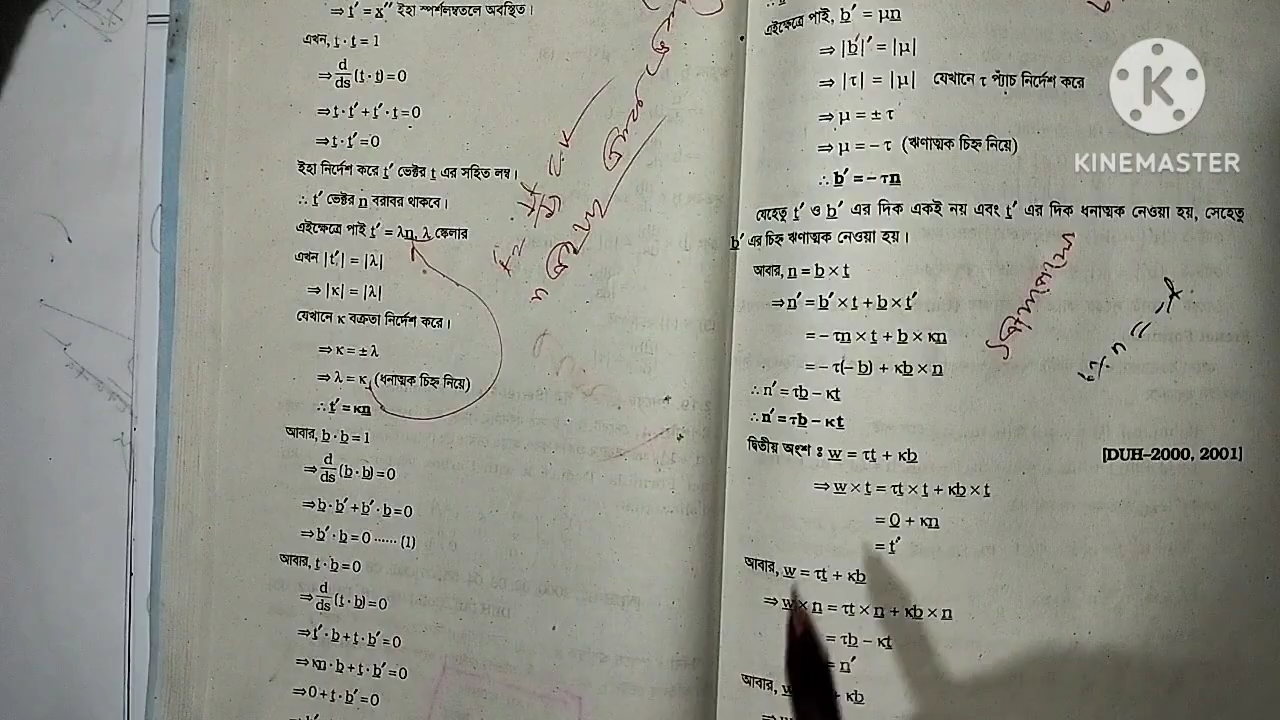 ⇒ t′ = x″ ইহা স্পর্শলম্বতলে অবস্থিত।
এখন, t · t = 1
⇒ d/ds (t · t) = 0
⇒ t · t′ + t′ · t = 0
⇒ t · t′ = 0
ইহা নির্দেশ করে t′ ভেক্টর t এর সহিত লম্ব।
∴ t′ ভেক্টর n বরাবর থাকবে।
এইক্ষেত্রে পাই t′ = λn, λ স্কেলার
এখন |t′| = |λ|
⇒ |κ| = |λ|
যেখানে κ বক্রতা নির্দেশ করে।
⇒ κ = ± λ
⇒ λ = κ, (ধনাত্মক চিহ্ন নিয়ে)
∴ t′ = κn
আবার, b · b = 1
⇒ d/ds (b · b) = 0
⇒ b · b′ + b′ · b = 0
⇒ b′ · b = 0 ...... (1)
আবার, t · b = 0
⇒ d/ds (t · b) = 0
⇒ t′ · b + t · b′ = 0
⇒ κn · b + t · b′ = 0
⇒ 0 + t · b′ = 0
এইক্ষেত্রে পাই, b′ = μn
⇒ |b′|′ = |μ|
⇒ |τ| = |μ| যেখানে τ প্যাঁচ নির্দেশ করে
⇒ μ = ± τ
⇒ μ = − τ (ঋণাত্মক চিহ্ন নিয়ে)
∴ b′ = − τn
যেহেতু t′ ও b′ এর দিক একই নয় এবং t′ এর দিক ধনাত্মক নেওয়া হয়, সেহেতু
b′ এর চিহ্ন ঋণাত্মক নেওয়া হয়।
আবার, n = b × t
⇒ n′ = b′ × t + b × t′
= − τn × t + b × κn
= − τ(− b) + κb × n
∴ n′ = τb − κt
∴ n′ = τb − κt
দ্বিতীয় অংশ : w = τt + κb [DUH–2000, 2001]
⇒ w × t = τt × t + κb × t
= 0 + κn
= t′
আবার, w = τt + κb
⇒ w × n = τt × n + κb × n
= τb − κt
= n′
আবার, κb
K
KINEMASTER